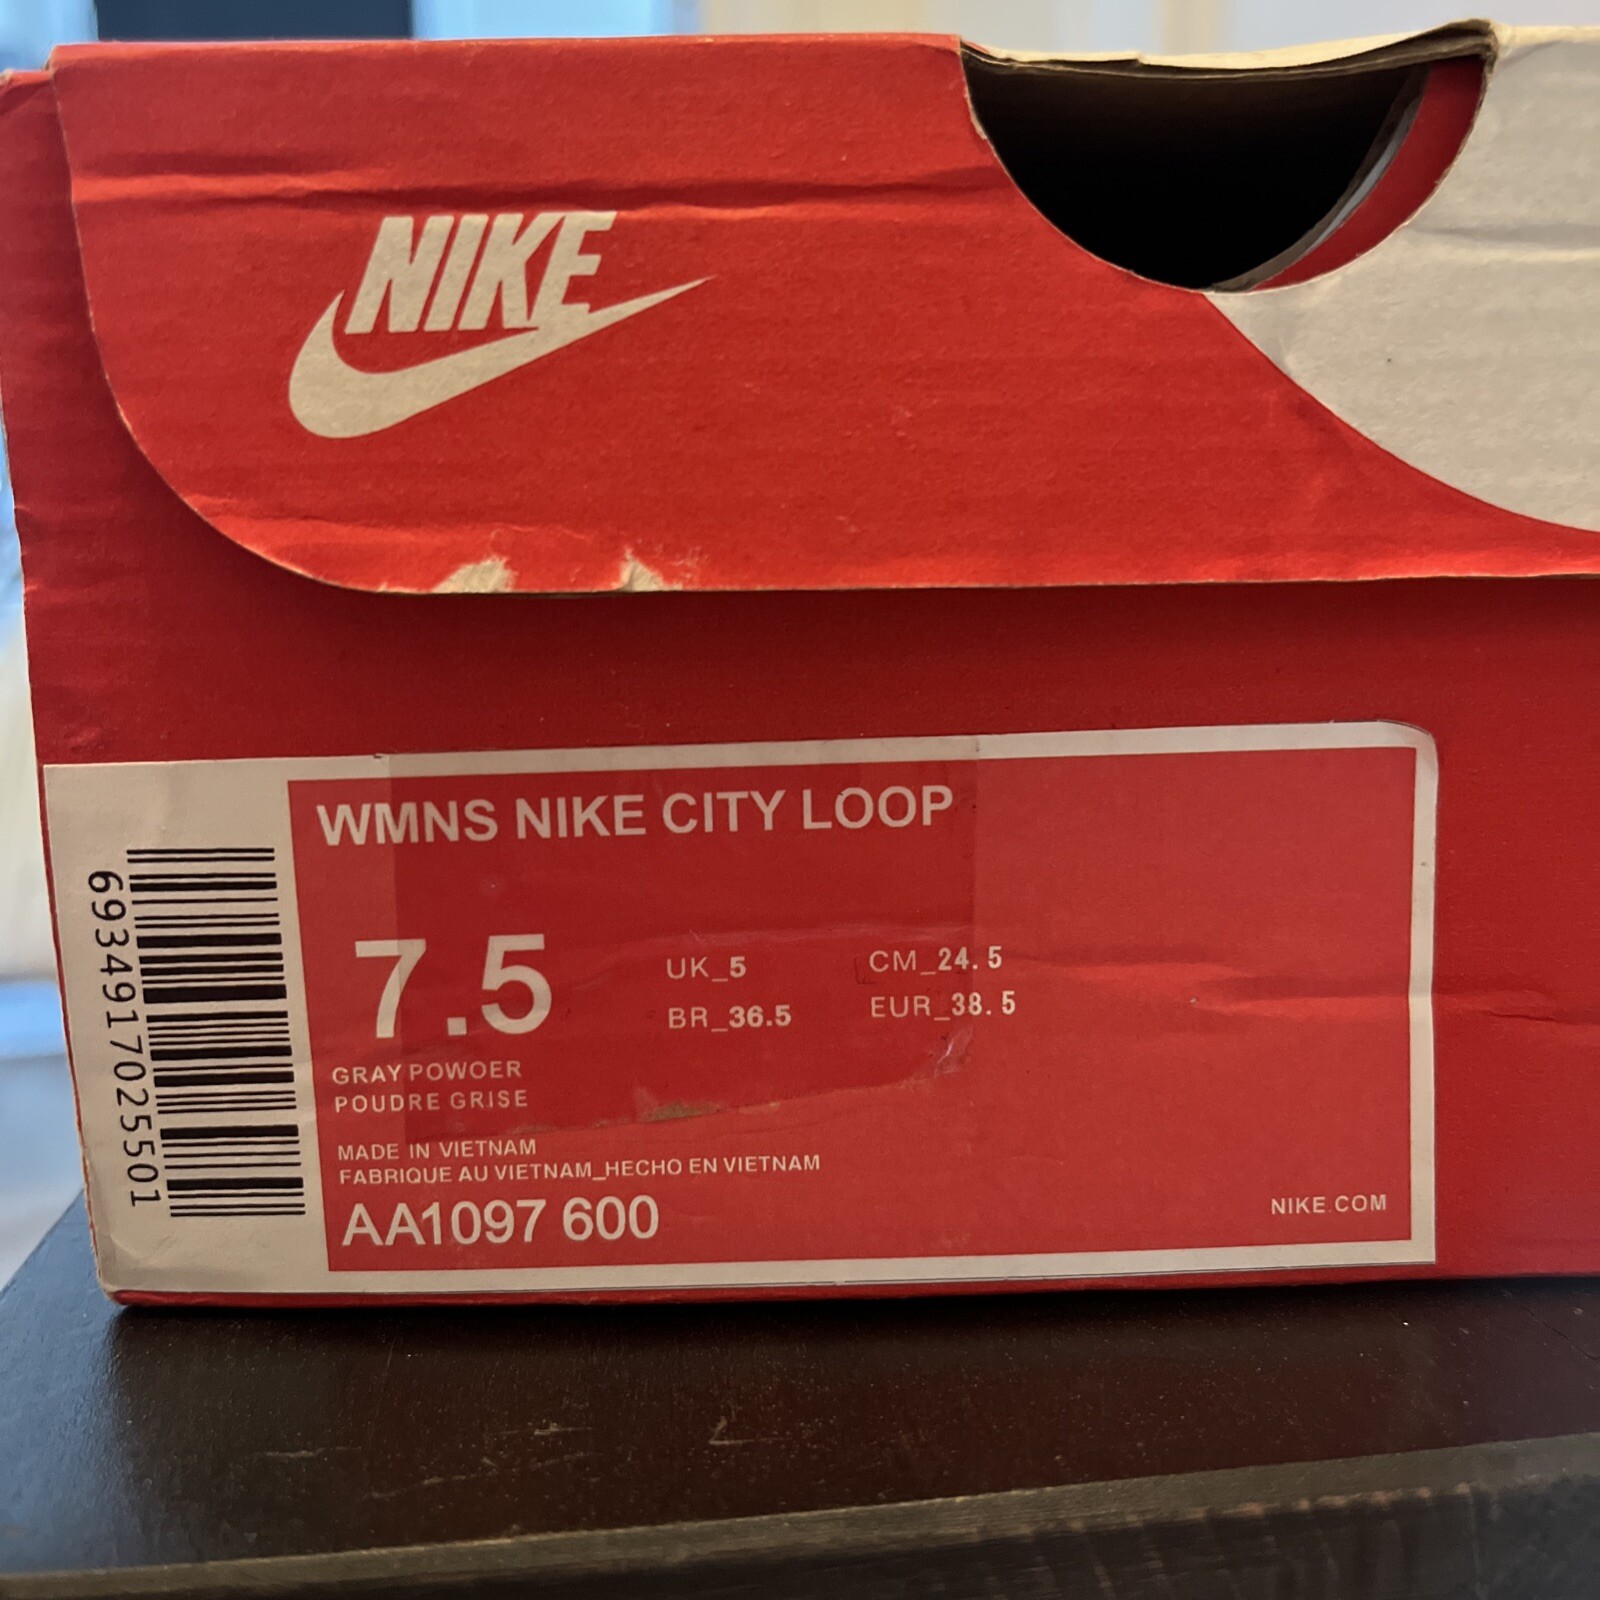 NIKE
WMNS NIKE CITY LOOP
7.5
UK_5
CM_24.5
BR_36.5
EUR_38.5
GRAY POWOER
POUDRE GRISE
MADE IN VIETNAM
FABRIQUE AU VIETNAM_HECHO EN VIETNAM
AA1097 600
NIKE.COM
6934917025501